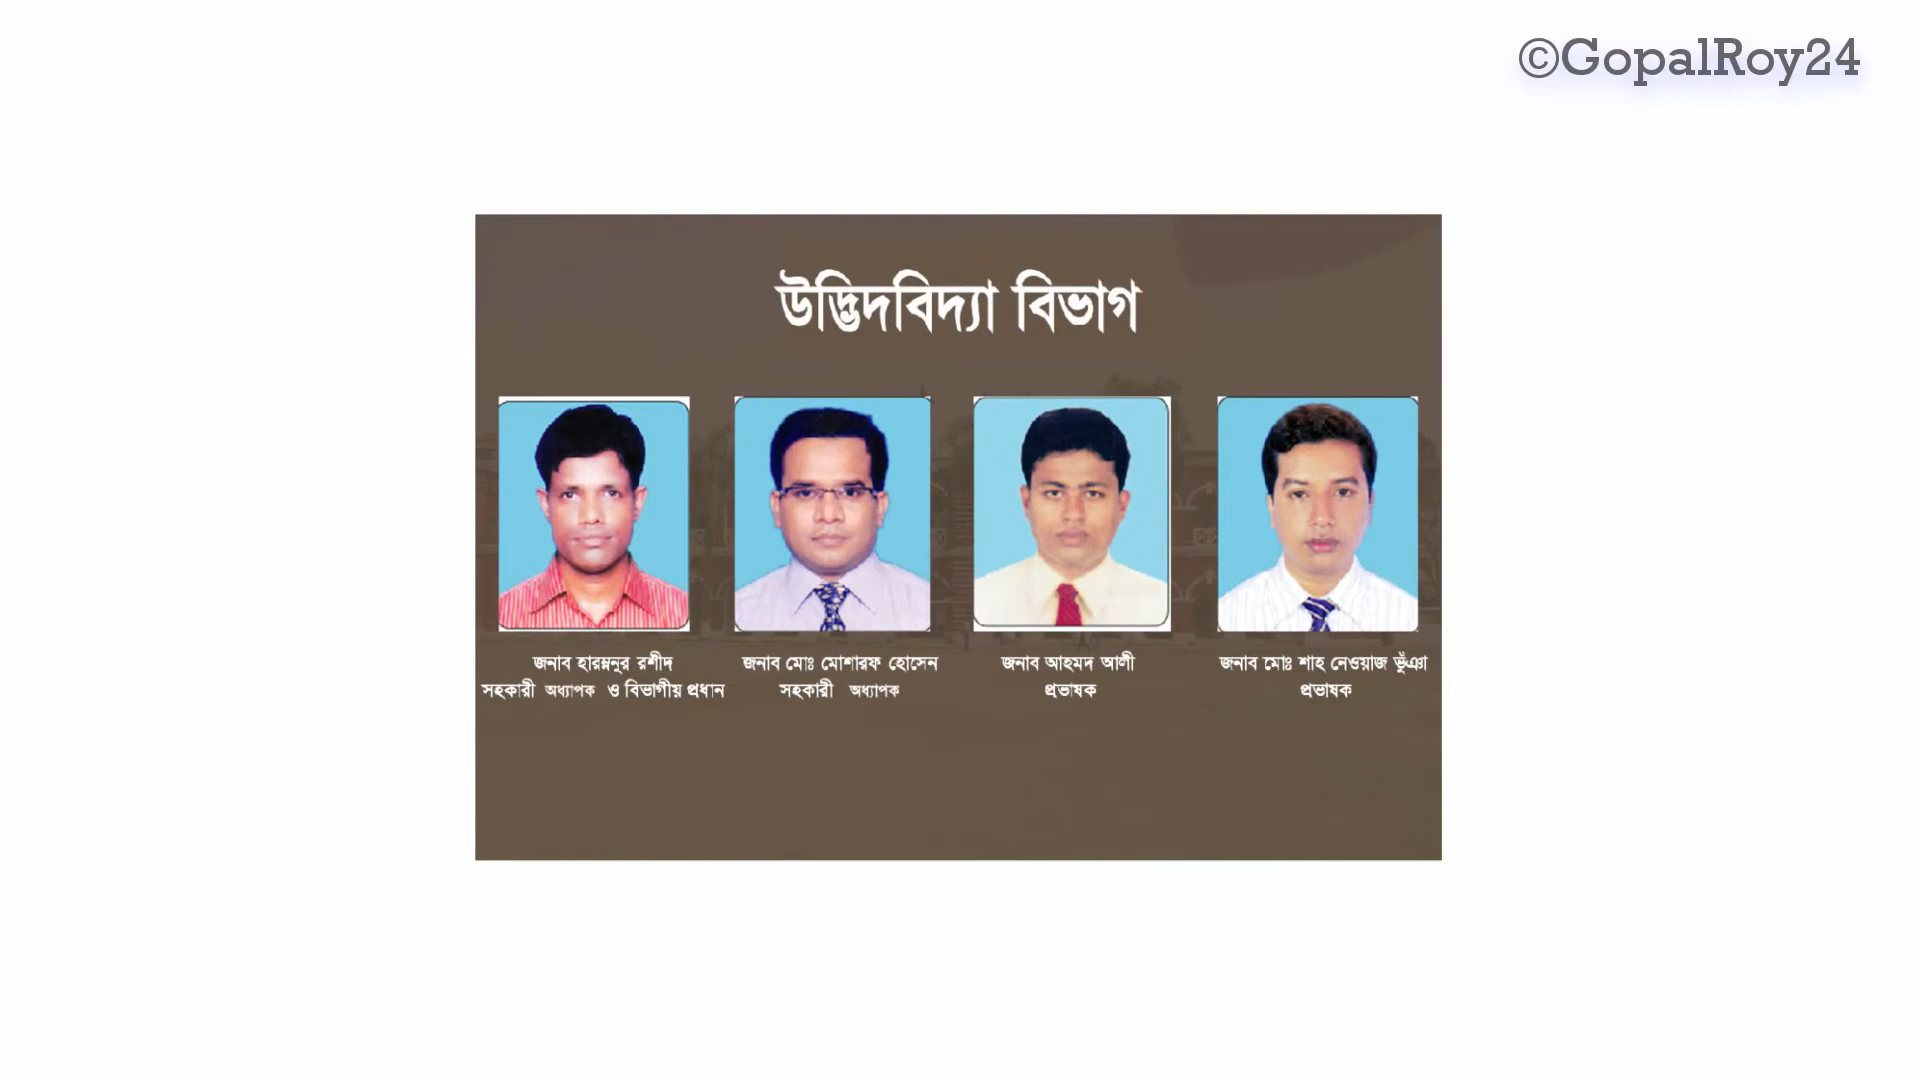 ©GopalRoy24
উদ্ভিদবিদ্যা বিভাগ
জনাব হারম্ননুর রশীদ
সহকারী অধ্যাপক ও বিভাগীয় প্রধান
জনাব মোঃ মোশারফ হোসেন
সহকারী অধ্যাপক
জনাব আহমদ আলী
প্রভাষক
জনাব মোঃ শাহ নেওয়াজ ভুঁঞা
প্রভাষক